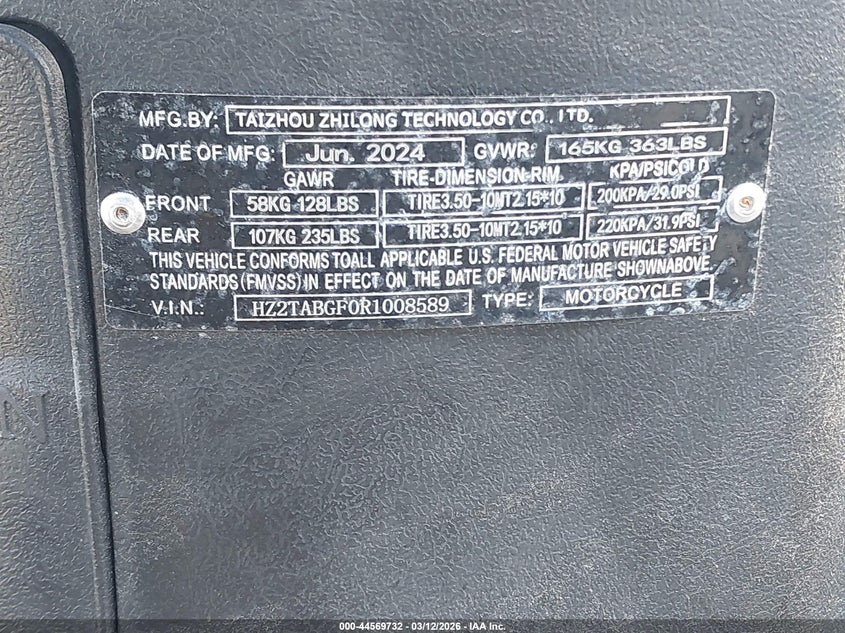 MFG.BY: TAIZHOU ZHILONG TECHNOLOGY CO., LTD.
DATE OF MFG: Jun. 2024 GVWR: 165KG 363LBS
GAWR TIRE-DIMENSION-RIM KPA/PSICOLD
FRONT 58KG 128LBS TIRE3.50-10MT2.15*10 200KPA/29.0PSI
REAR 107KG 235LBS TIRE3.50-10MT2.15*10 220KPA/31.9PSI
THIS VEHICLE CONFORMS TOALL APPLICABLE U.S. FEDERAL MOTOR VEHICLE SAFETY
STANDARDS (FMVSS) IN EFFECT ON THE DATE OF MANUFACTURE SHOWNABOVE.
V.I.N.: HZ2TABGF0R1008589 TYPE: MOTORCYCLE
000-44569732 - 03/12/2026 - IAA Inc.